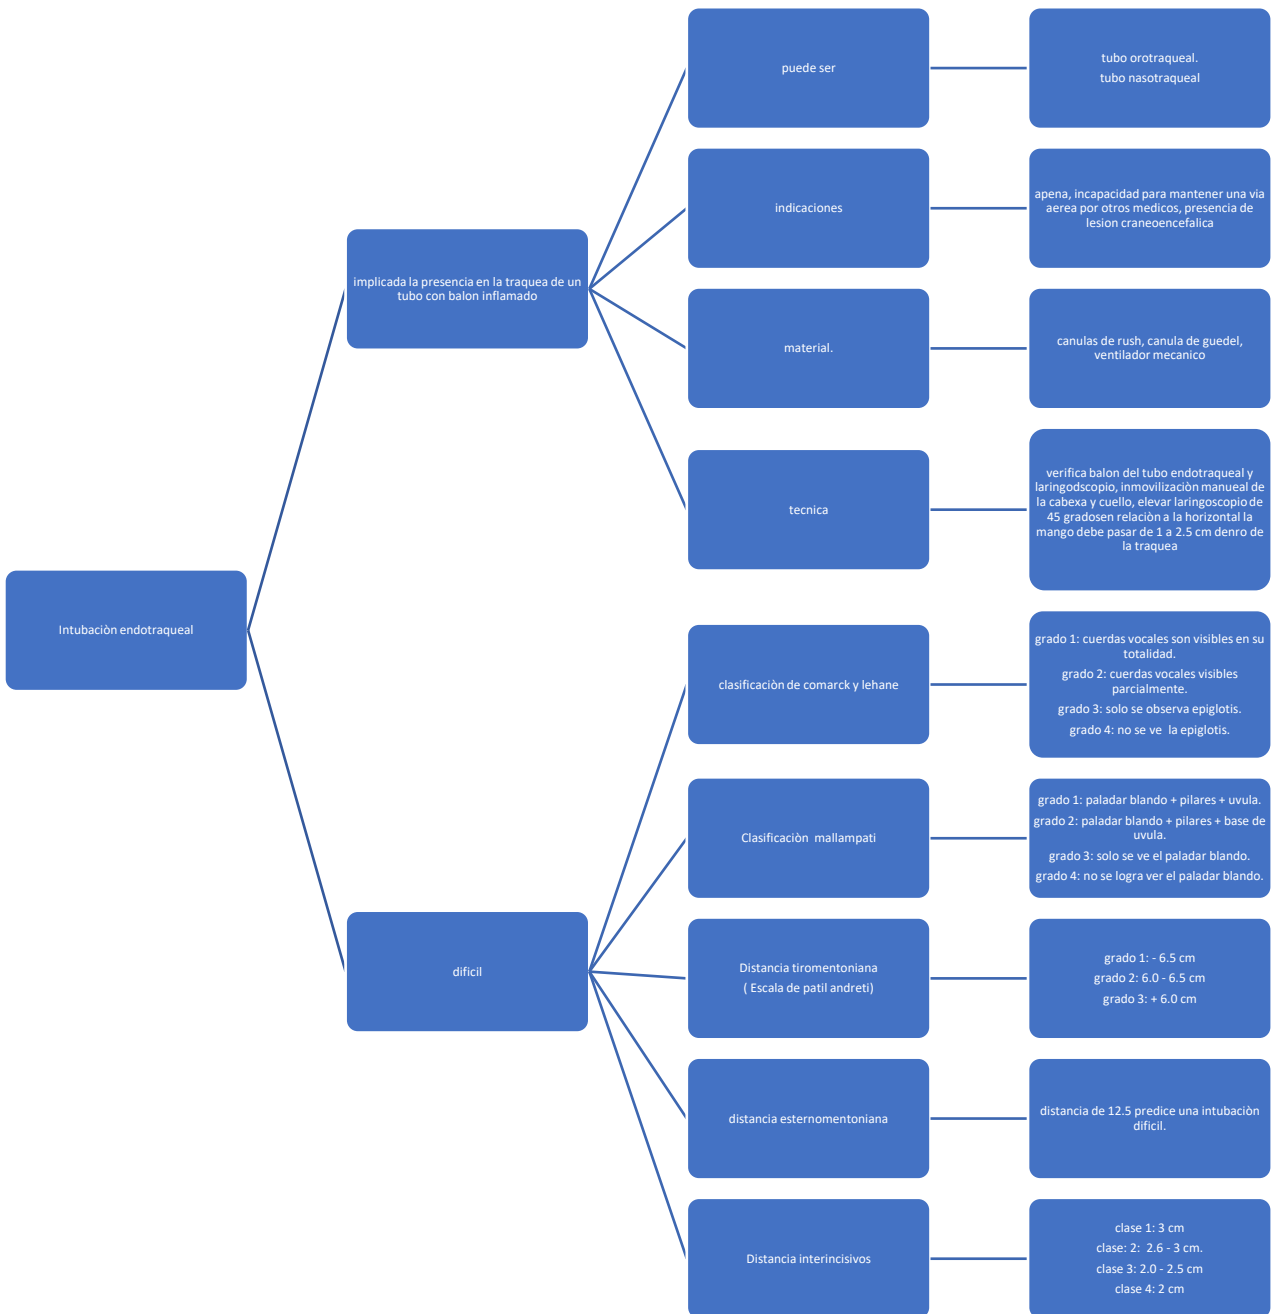 Intubaciòn endotraqueal
implicada la presencia en la traquea de un
tubo con balon inflamado
puede ser
tubo orotraqueal.
tubo nasotraqueal
indicaciones
apena, incapacidad para mantener una via
aerea por otros medicos, presencia de
lesion craneoencefalica
material.
canulas de rush, canula de guedel,
ventilador mecanico
tecnica
verifica balon del tubo endotraqueal y
laringodscopio, inmovilizaciòn manueal de
la cabexa y cuello, elevar laringoscopio de
45 gradosen relaciòn a la horizontal la
mango debe pasar de 1 a 2.5 cm denro de
la traquea
dificil
clasificaciòn de comarck y lehane
grado 1: cuerdas vocales son visibles en su
totalidad.
grado 2: cuerdas vocales visibles
parcialmente.
grado 3: solo se observa epiglotis.
grado 4: no se ve la epiglotis.
Clasificaciòn mallampati
grado 1: paladar blando + pilares + uvula.
grado 2: paladar blando + pilares + base de
uvula.
grado 3: solo se ve el paladar blando.
grado 4: no se logra ver el paladar blando.
Distancia tiromentoniana
( Escala de patil andreti)
grado 1: - 6.5 cm
grado 2: 6.0 - 6.5 cm
grado 3: + 6.0 cm
distancia esternomentoniana
distancia de 12.5 predice una intubaciòn
dificil.
Distancia interincisivos
clase 1: 3 cm
clase: 2: 2.6 - 3 cm.
clase 3: 2.0 - 2.5 cm
clase 4: 2 cm